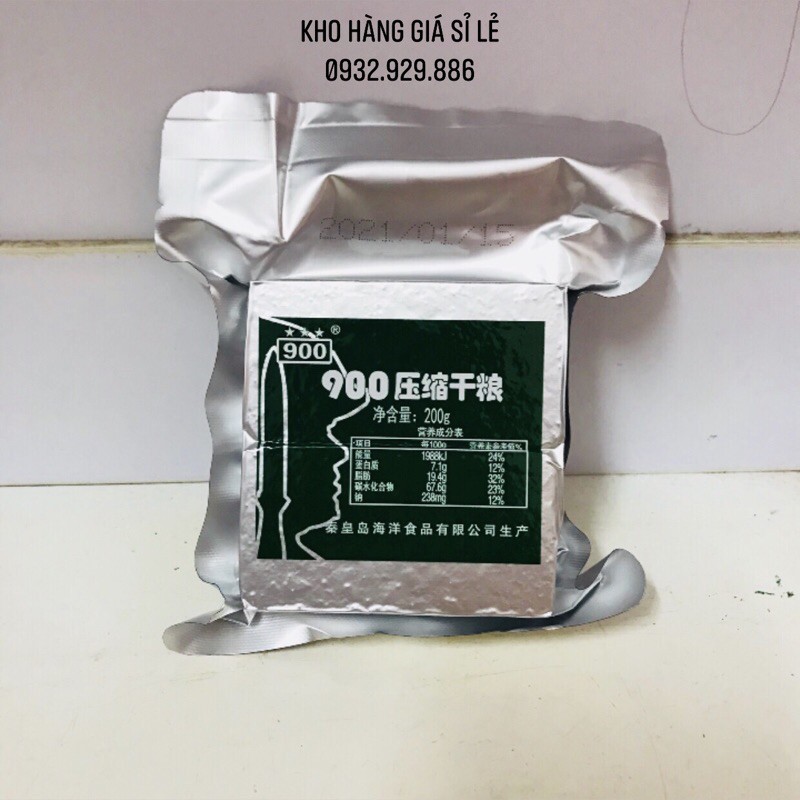 KHO HÀNG GIÁ SỈ LẺ
0932.929.886
2021/01/15
★★★®
900
900压缩干粮
净含量：200g
营养成分表
项目 每100g 营养素参考值%
能量 1988kJ 24%
蛋白质 7.1g 12%
脂肪 19.4g 32%
碳水化合物 67.6g 23%
钠 238mg 12%
秦皇岛海洋食品有限公司生产